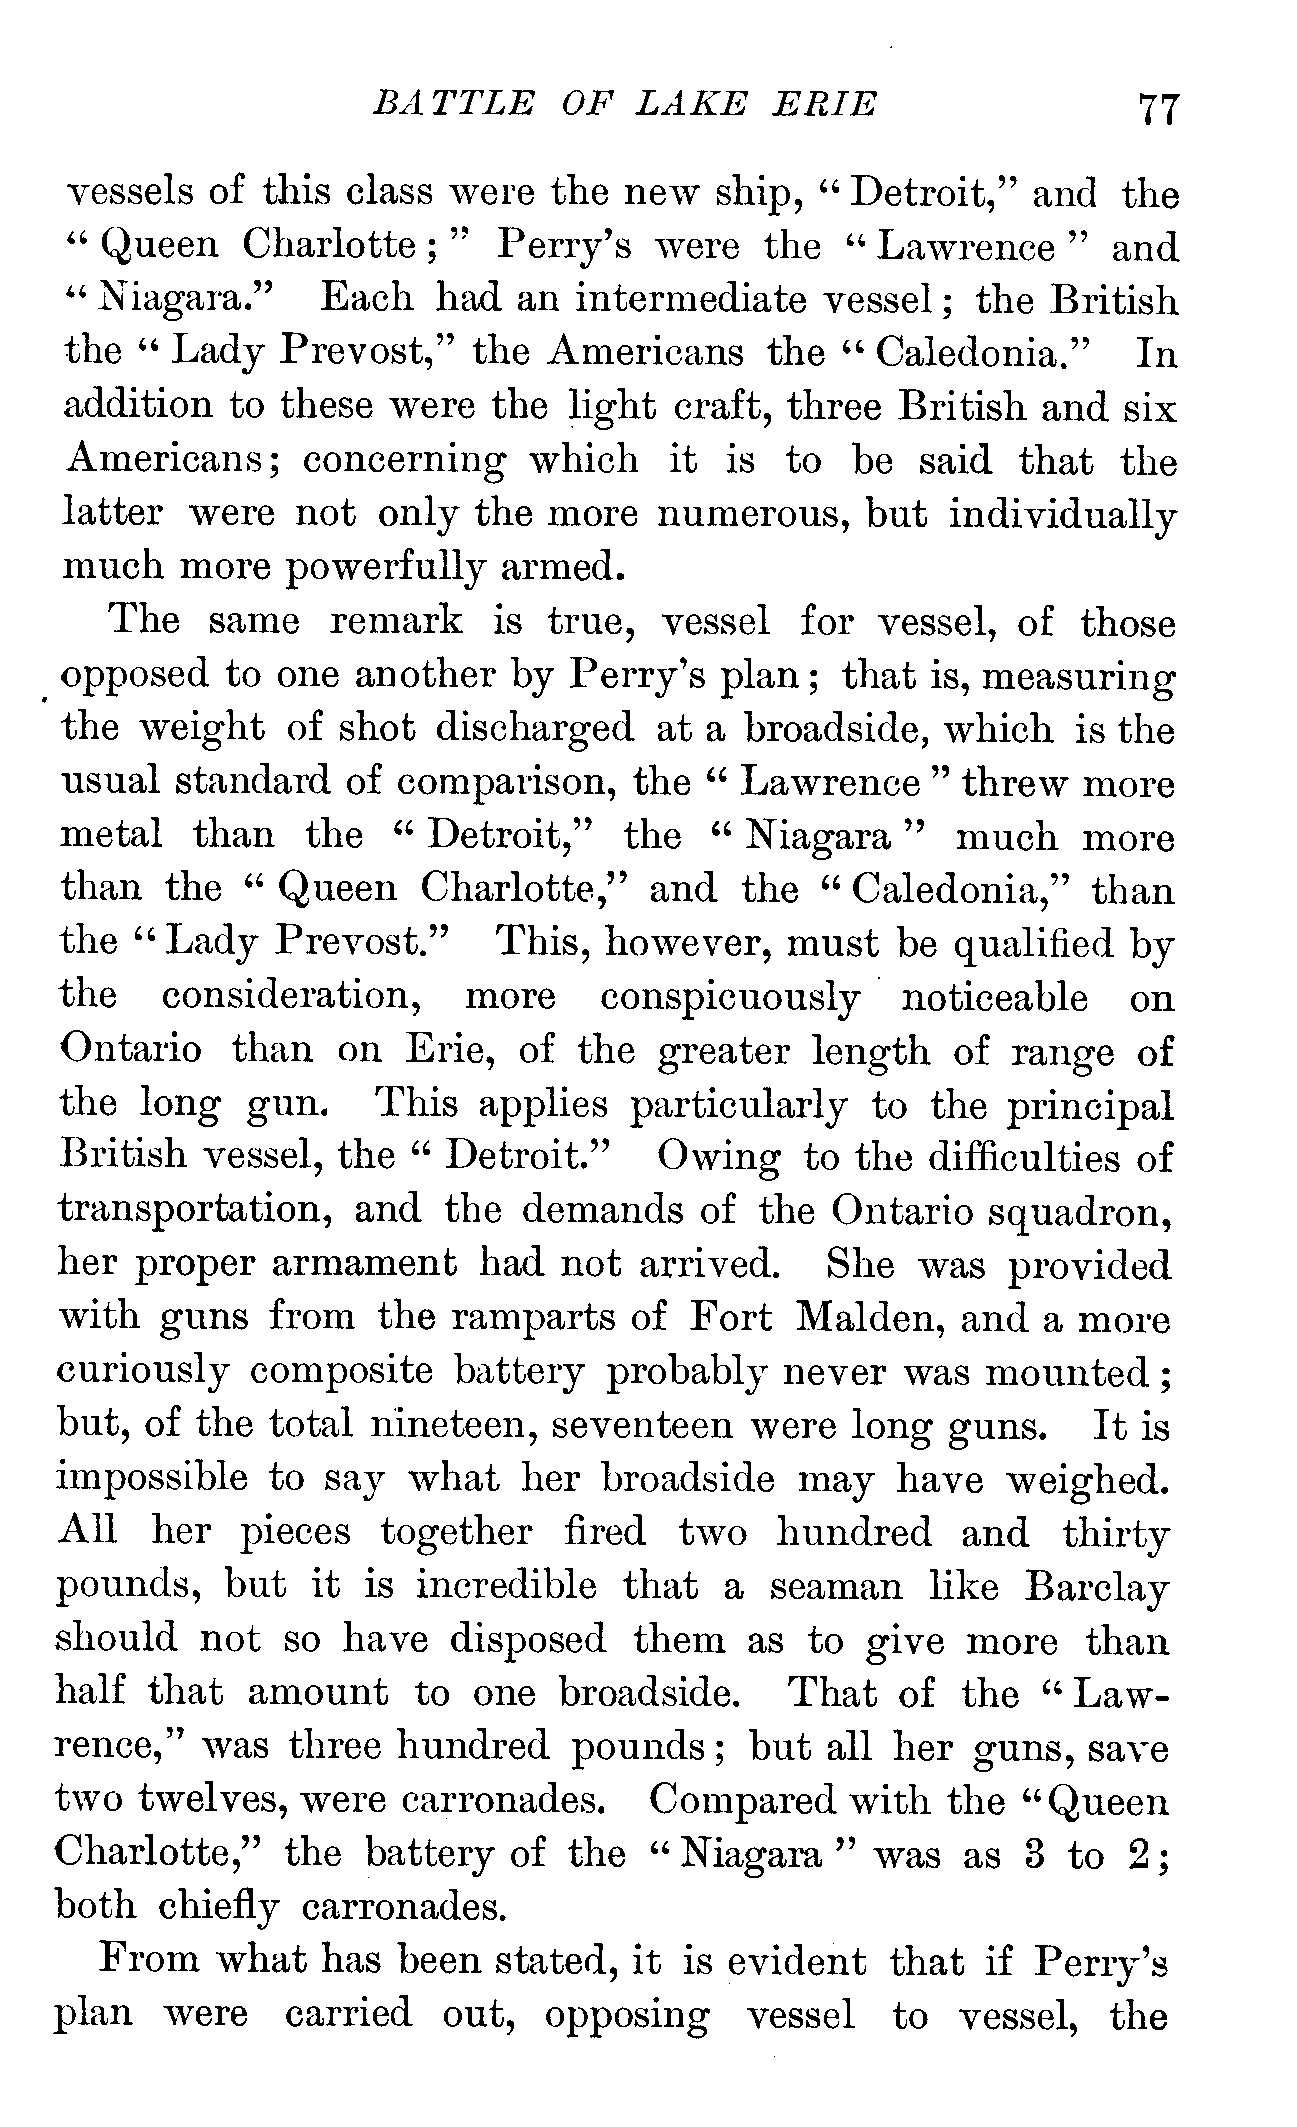 BATTLE OF LAKE ERIE 77
vessels of this class were the new ship, "Detroit," and the
"Queen Charlotte;" Perry's were the "Lawrence" and
"Niagara." Each had an intermediate vessel; the British
the "Lady Prevost," the Americans the "Caledonia." In
addition to these were the light craft, three British and six
Americans; concerning which it is to be said that the
latter were not only the more numerous, but individually
much more powerfully armed.
The same remark is true, vessel for vessel, of those
opposed to one another by Perry's plan; that is, measuring
the weight of shot discharged at a broadside, which is the
usual standard of comparison, the "Lawrence" threw more
metal than the "Detroit," the "Niagara" much more
than the "Queen Charlotte," and the "Caledonia," than
the "Lady Prevost." This, however, must be qualified by
the consideration, more conspicuously noticeable on
Ontario than on Erie, of the greater length of range of
the long gun. This applies particularly to the principal
British vessel, the "Detroit." Owing to the difficulties of
transportation, and the demands of the Ontario squadron,
her proper armament had not arrived. She was provided
with guns from the ramparts of Fort Malden, and a more
curiously composite battery probably never was mounted;
but, of the total nineteen, seventeen were long guns. It is
impossible to say what her broadside may have weighed.
All her pieces together fired two hundred and thirty
pounds, but it is incredible that a seaman like Barclay
should not so have disposed them as to give more than
half that amount to one broadside. That of the "Law-
rence," was three hundred pounds; but all her guns, save
two twelves, were carronades. Compared with the "Queen
Charlotte," the battery of the "Niagara" was as 3 to 2;
both chiefly carronades.
From what has been stated, it is evident that if Perry's
plan were carried out, opposing vessel to vessel, the